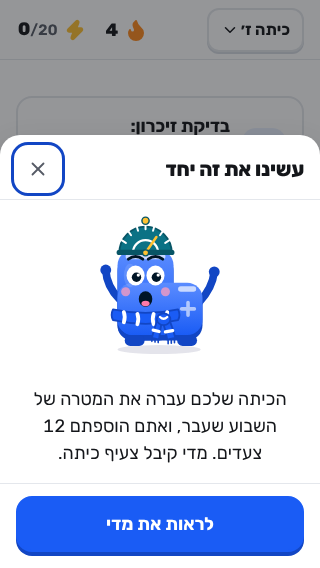 כיתה ז׳
4
0/20
בדיקת זיכרון:
עשינו את זה יחד
הכיתה שלכם עברה את המטרה של
השבוע שעבר, ואתם הוספתם 12
צעדים. מדי קיבל צעיף כיתה.
לראות את מדי